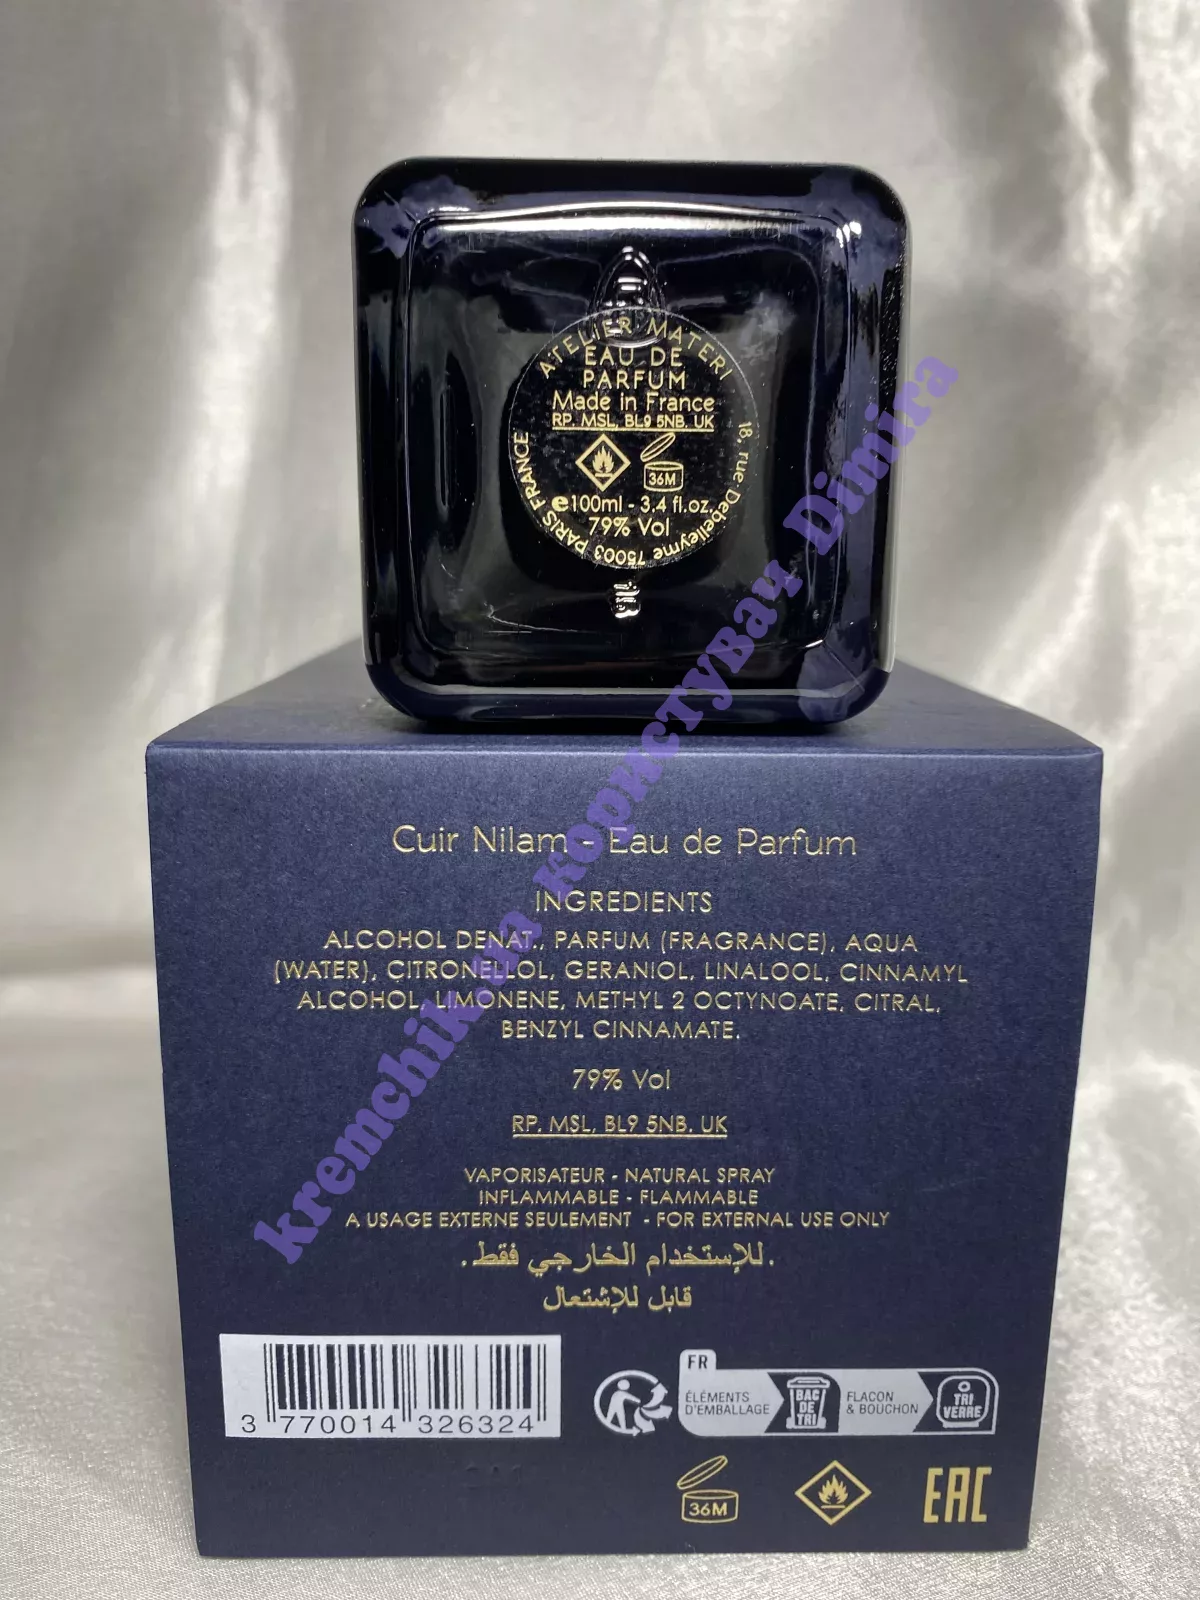 ATELIER MATERI
EAU DE
PARFUM
Made in France
RP. MSL, BL9 5NB. UK
36M
e100ml - 3.4 fl.oz.
79% Vol
18, rue Debelleyme 75003 PARIS FRANCE
Cuir Nilam - Eau de Parfum
INGREDIENTS
ALCOHOL DENAT., PARFUM (FRAGRANCE), AQUA
(WATER), CITRONELLOL, GERANIOL, LINALOOL, CINNAMYL
ALCOHOL, LIMONENE, METHYL 2 OCTYNOATE, CITRAL,
BENZYL CINNAMATE.
79% Vol
RP. MSL, BL9 5NB. UK
VAPORISATEUR - NATURAL SPRAY
INFLAMMABLE - FLAMMABLE
A USAGE EXTERNE SEULEMENT - FOR EXTERNAL USE ONLY
للإستخدام الخارجي فقط.
قابل للإشتعال
3 770014 326324
FR
ÉLÉMENTS
D'EMBALLAGE
BAC
DE
TRI
FLACON
& BOUCHON
TRI
VERRE
36M
EAC
kremchik.ua користувач Dimira